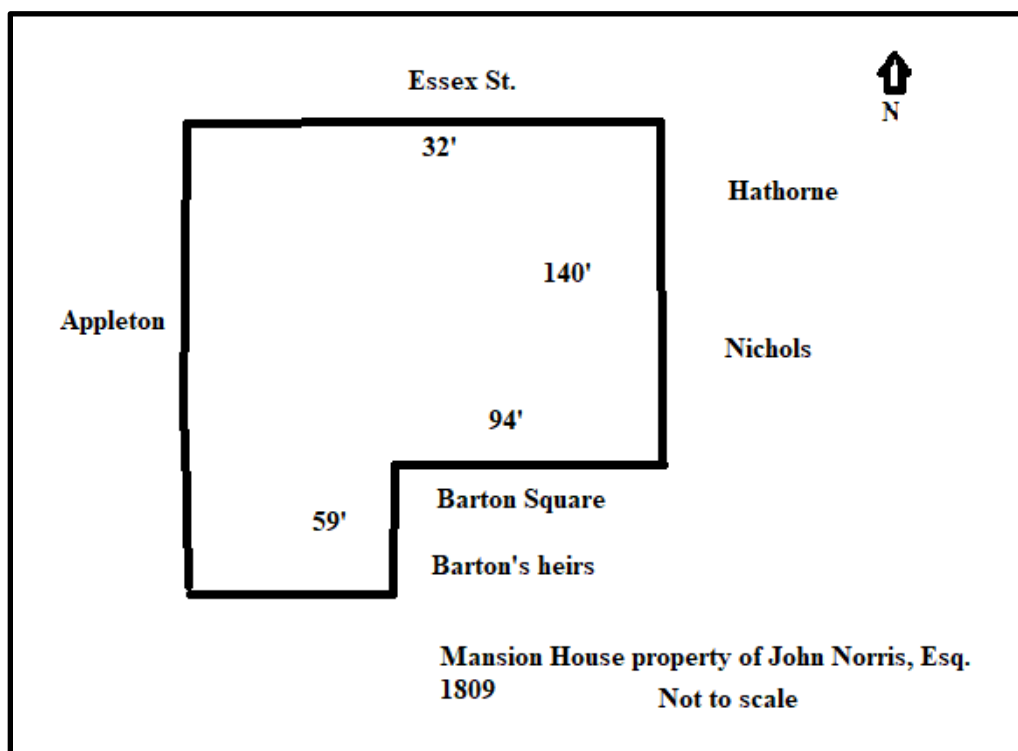 Essex St.
N
32'
Hathorne
140'
Appleton
Nichols
94'
Barton Square
59'
Barton's heirs
Mansion House property of John Norris, Esq.
1809
Not to scale